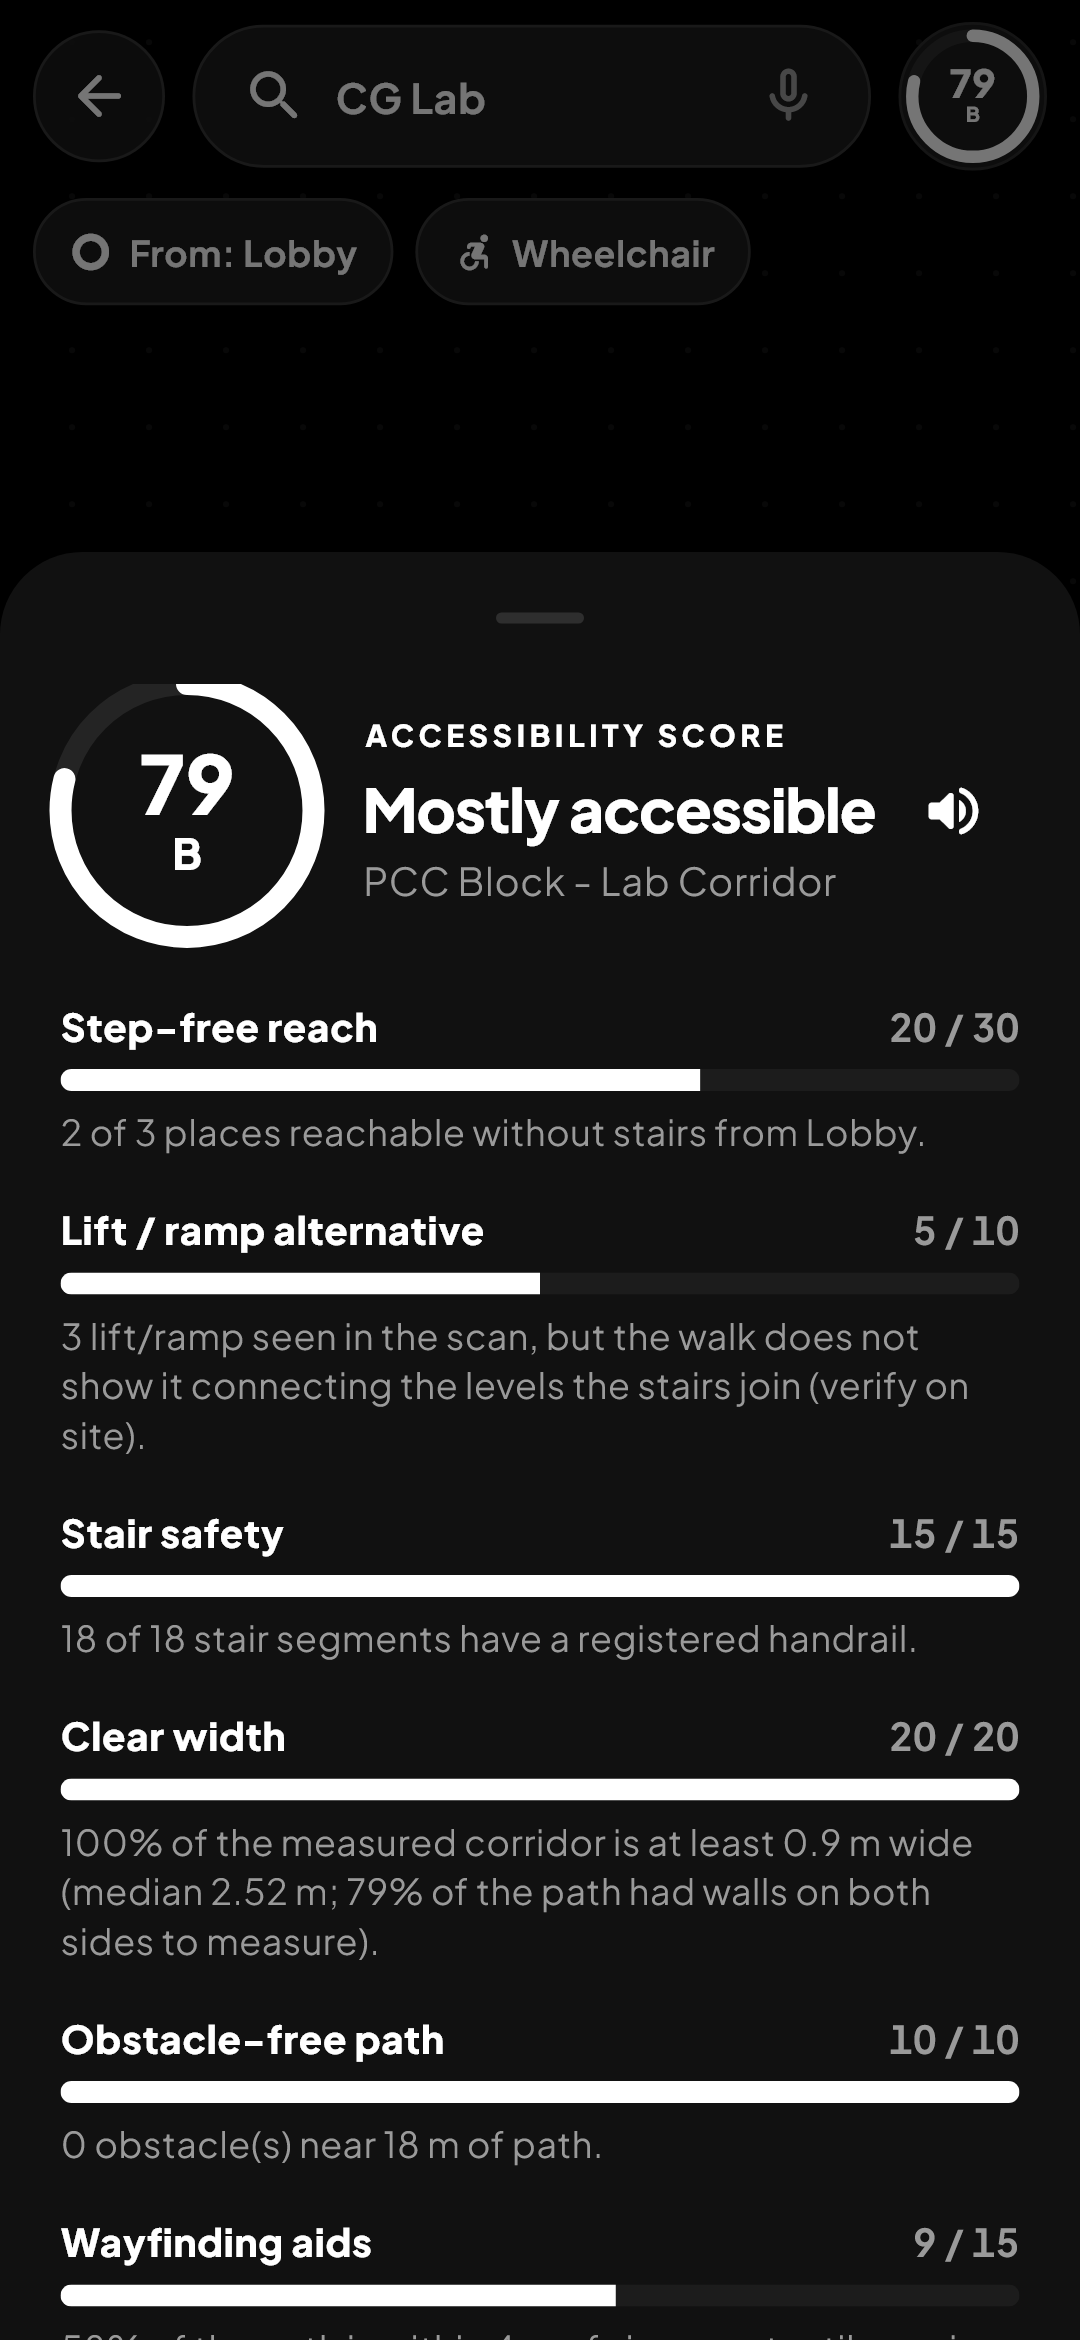 CG Lab
79
B
From: Lobby
Wheelchair
79
B
ACCESSIBILITY SCORE
Mostly accessible
PCC Block - Lab Corridor
Step-free reach
20 / 30
2 of 3 places reachable without stairs from Lobby.
Lift / ramp alternative
5 / 10
3 lift/ramp seen in the scan, but the walk does not
show it connecting the levels the stairs join (verify on
site).
Stair safety
15 / 15
18 of 18 stair segments have a registered handrail.
Clear width
20 / 20
100% of the measured corridor is at least 0.9 m wide
(median 2.52 m; 79% of the path had walls on both
sides to measure).
Obstacle-free path
10 / 10
0 obstacle(s) near 18 m of path.
Wayfinding aids
9 / 15